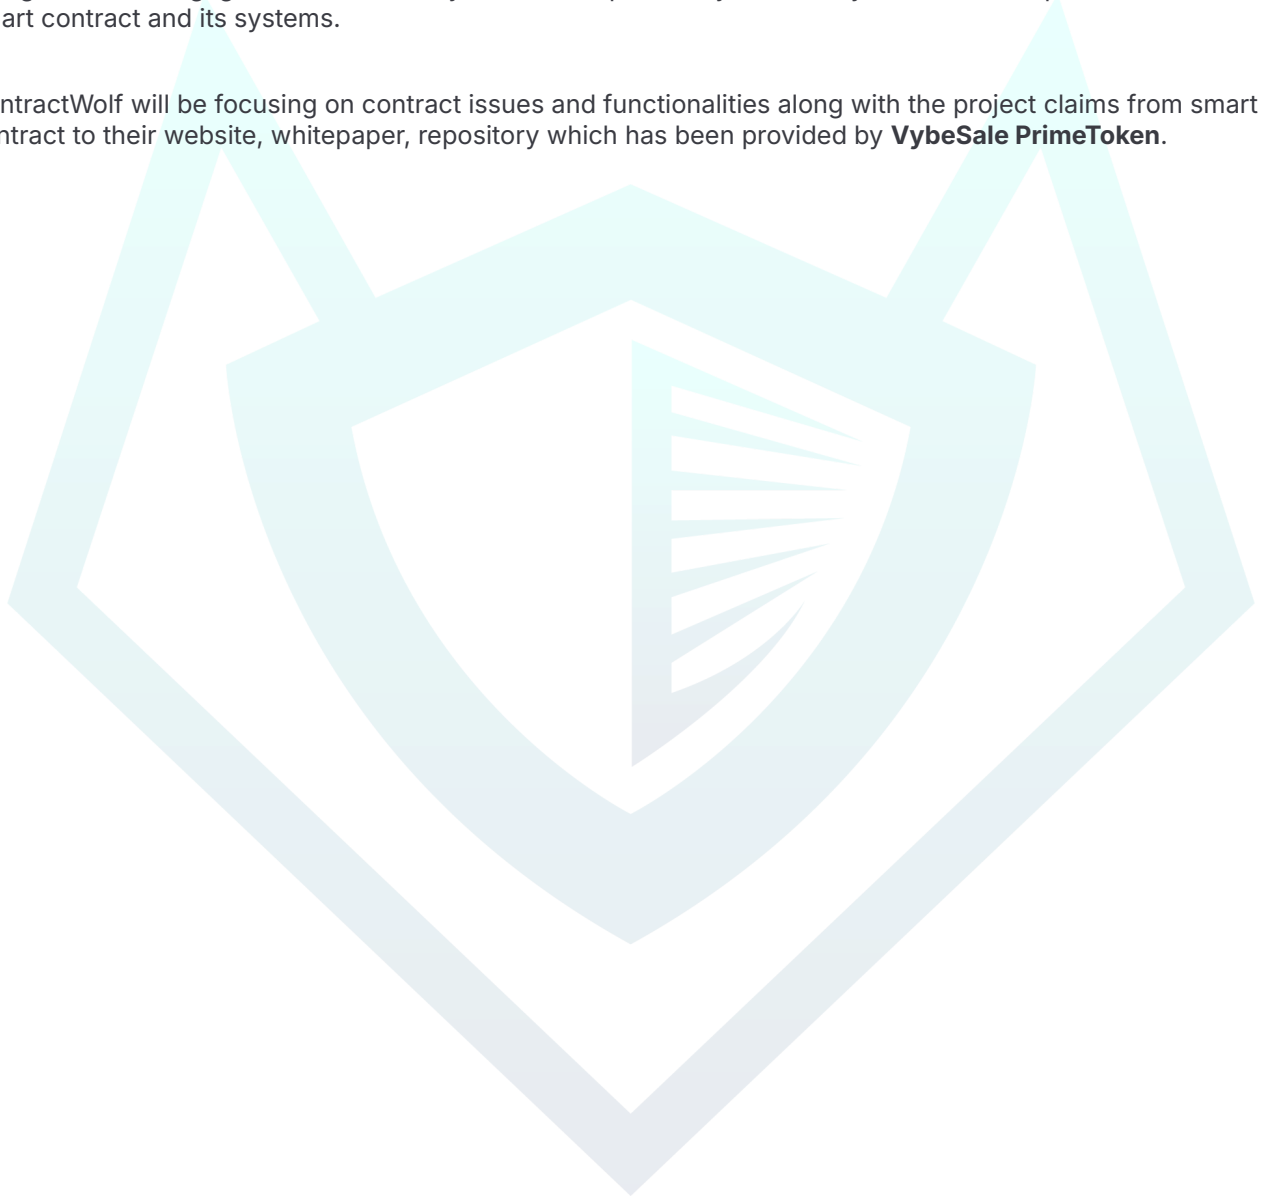 art contract and its systems.
ntractWolf will be focusing on contract issues and functionalities along with the project claims from smart
ntract to their website, whitepaper, repository which has been provided by VybeSale PrimeToken.